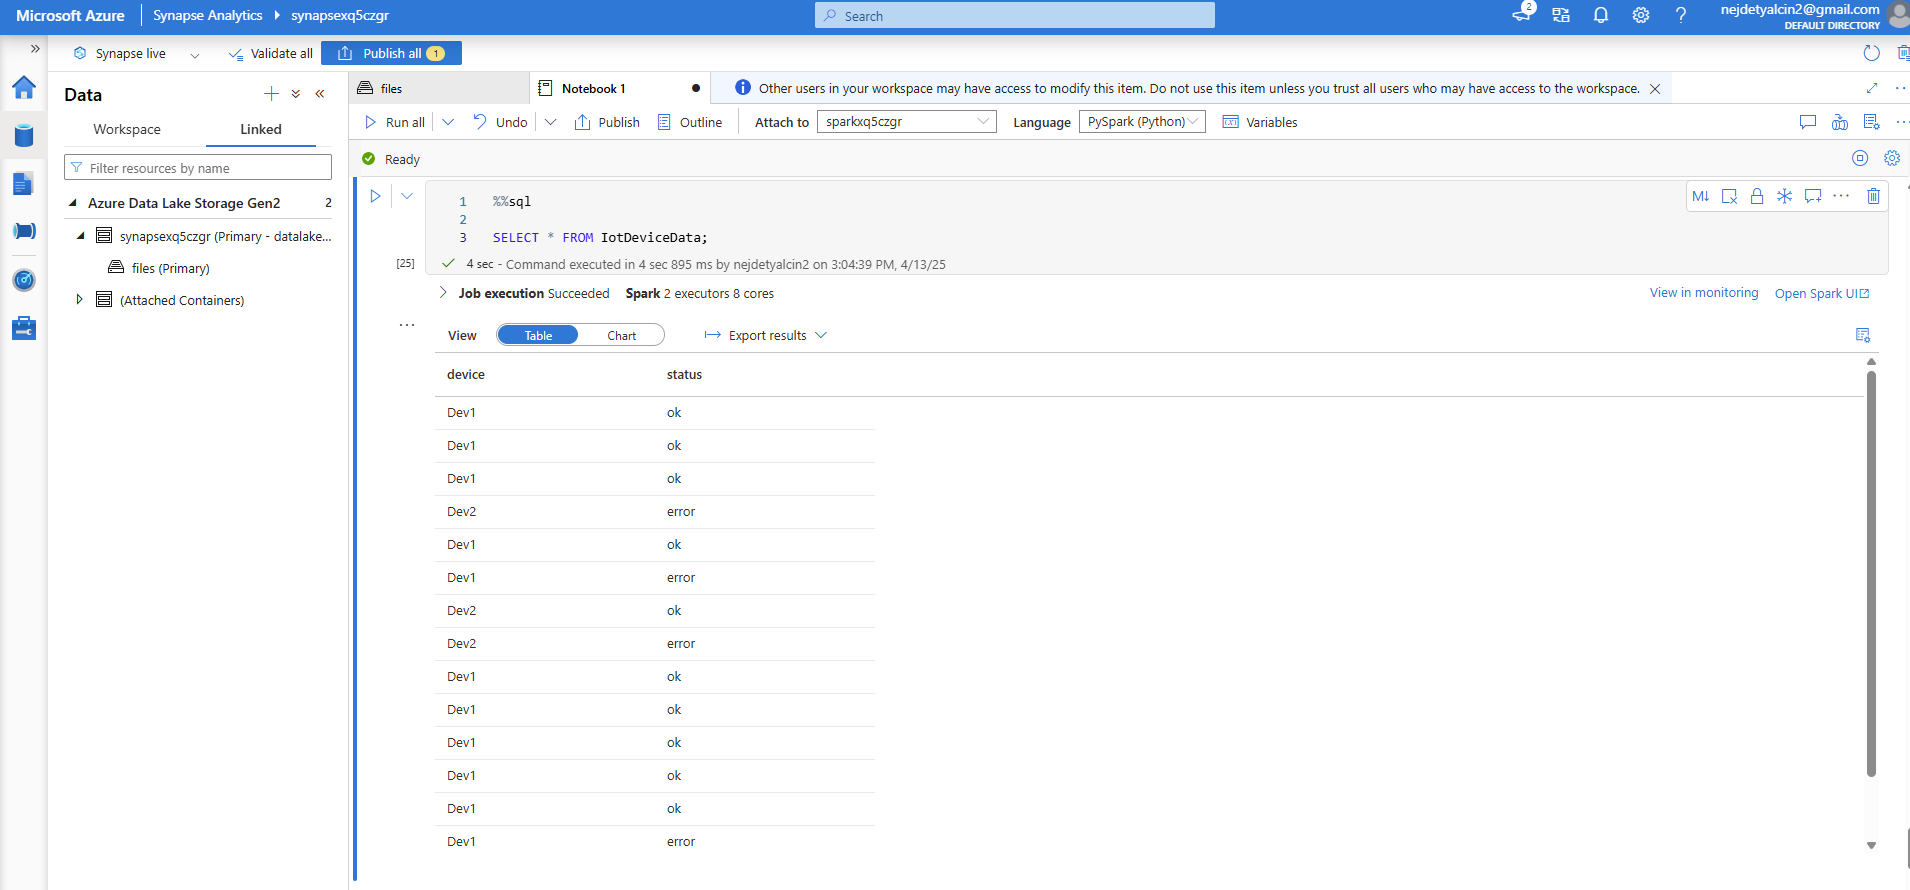 Microsoft Azure Synapse Analytics synapsexq5czgr Search 2 nejdetyalcin2@gmail.com
DEFAULT DIRECTORY
Synapse live Validate all Publish all 1
Data
Workspace Linked
Filter resources by name
Azure Data Lake Storage Gen2 2
synapsexq5czgr (Primary - datalake...
files (Primary)
(Attached Containers)
files Notebook 1 Other users in your workspace may have access to modify this item. Do not use this item unless you trust all users who may have access to the workspace.
Run all Undo Publish Outline Attach to sparkxq5czgr Language PySpark (Python) Variables
Ready
1 %%sql
2
3 SELECT * FROM IotDeviceData;
[25] 4 sec - Command executed in 4 sec 895 ms by nejdetyalcin2 on 3:04:39 PM, 4/13/25
Job execution Succeeded Spark 2 executors 8 cores View in monitoring Open Spark UI
View Table Chart Export results
device status
Dev1 ok
Dev1 ok
Dev1 ok
Dev2 error
Dev1 ok
Dev1 error
Dev2 ok
Dev2 error
Dev1 ok
Dev1 ok
Dev1 ok
Dev1 ok
Dev1 ok
Dev1 error